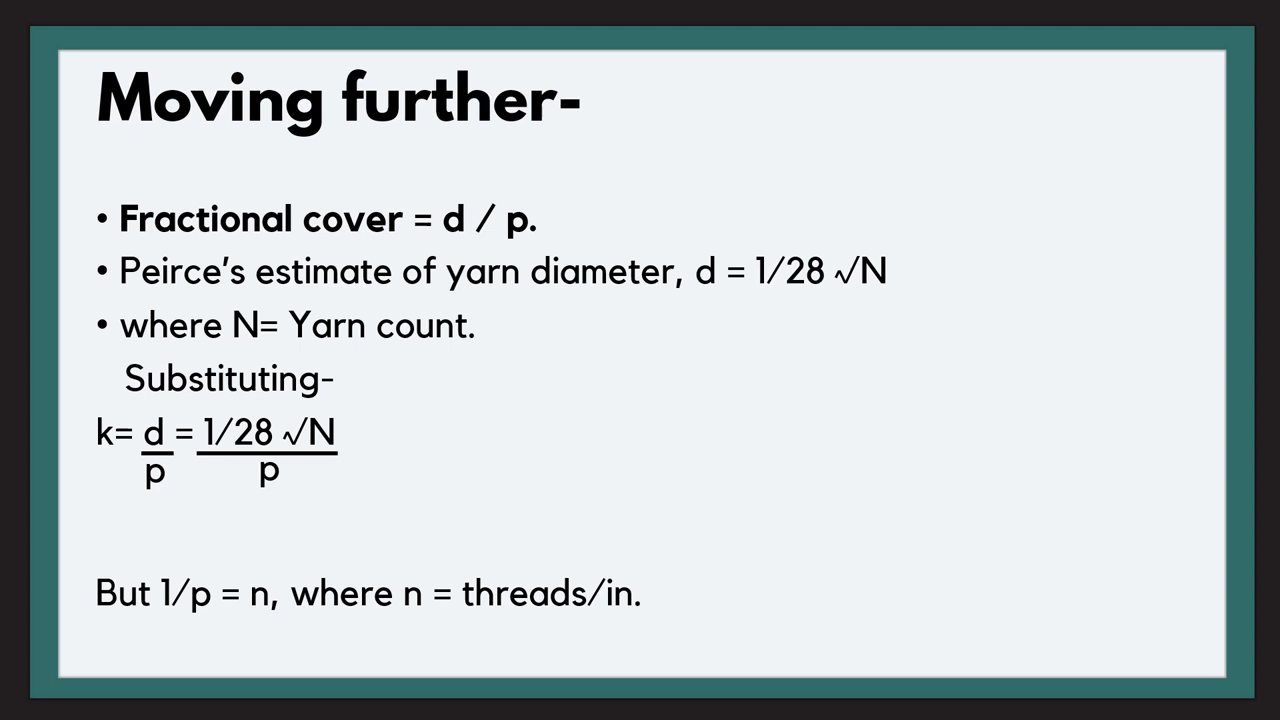 Moving further-
• Fractional cover = d / p.
• Peirce's estimate of yarn diameter, d = 1/28 √N
• where N= Yarn count.
Substituting-
k= d = 1/28 √N
p p
But 1/p = n, where n = threads/in.